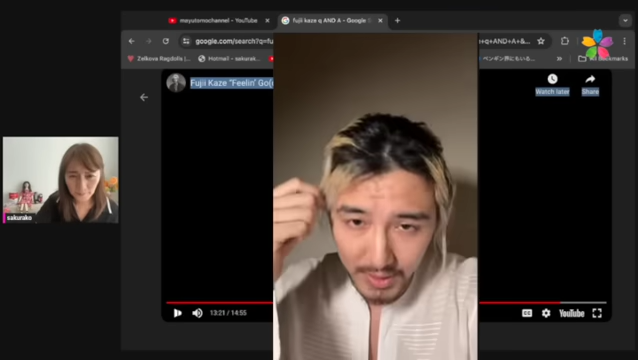 mayutomochannel - YouTube
fujii kaze q AND A - Google
google.com/search?q=fu
e+q+AND+A+&...
Zelkova Ragdolls |
Hotmail - sakurak...
ペンギン界にもいる...
All Bookmarks
Fujii Kaze "Feelin' Go(
Watch later
Share
sakurako
13:21 / 14:55
CC
YouTube